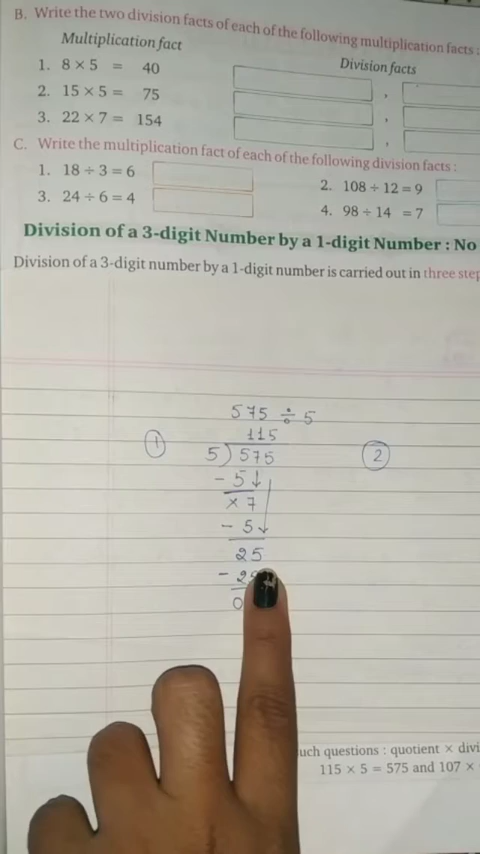 B. Write the two division facts of each of the following multiplication facts :
Multiplication fact Division facts
1. 8 × 5 = 40 ,
2. 15 × 5 = 75 ,
3. 22 × 7 = 154 ,
C. Write the multiplication fact of each of the following division facts :
1. 18 ÷ 3 = 6 2. 108 ÷ 12 = 9
3. 24 ÷ 6 = 4 4. 98 ÷ 14 = 7
Division of a 3-digit Number by a 1-digit Number : No
Division of a 3-digit number by a 1-digit number is carried out in three
575 ÷ 5
115
① 5 ) 575 ②
- 5 ↓
× 7
- 5 ↓
25
- 2
0
questions : quotient ×
115 × 5 = 575 and 107 ×